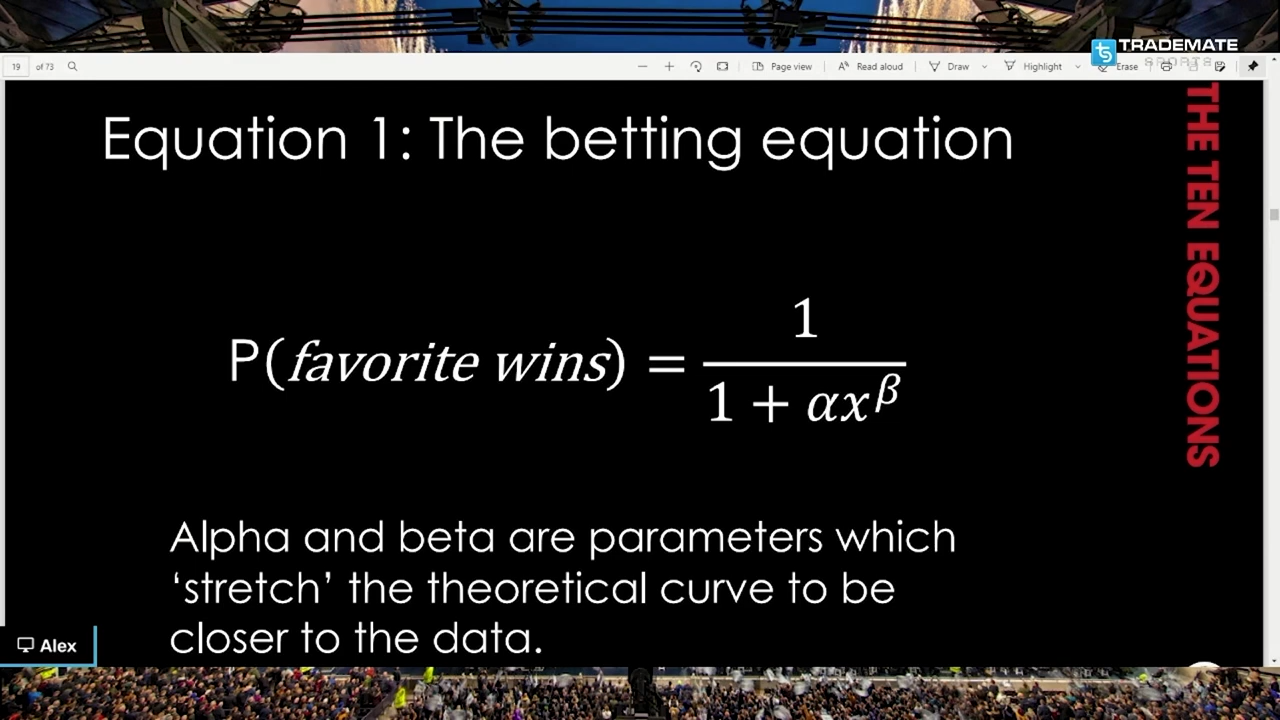 TRADEMATE
SPORTS
19 of 73
Page view
Read aloud
Draw
Highlight
Erase
Equation 1: The betting equation
P(favorite wins) = 1 / (1 + αx^β)
Alpha and beta are parameters which
‘stretch’ the theoretical curve to be
closer to the data.
THE TEN EQUATIONS
Alex